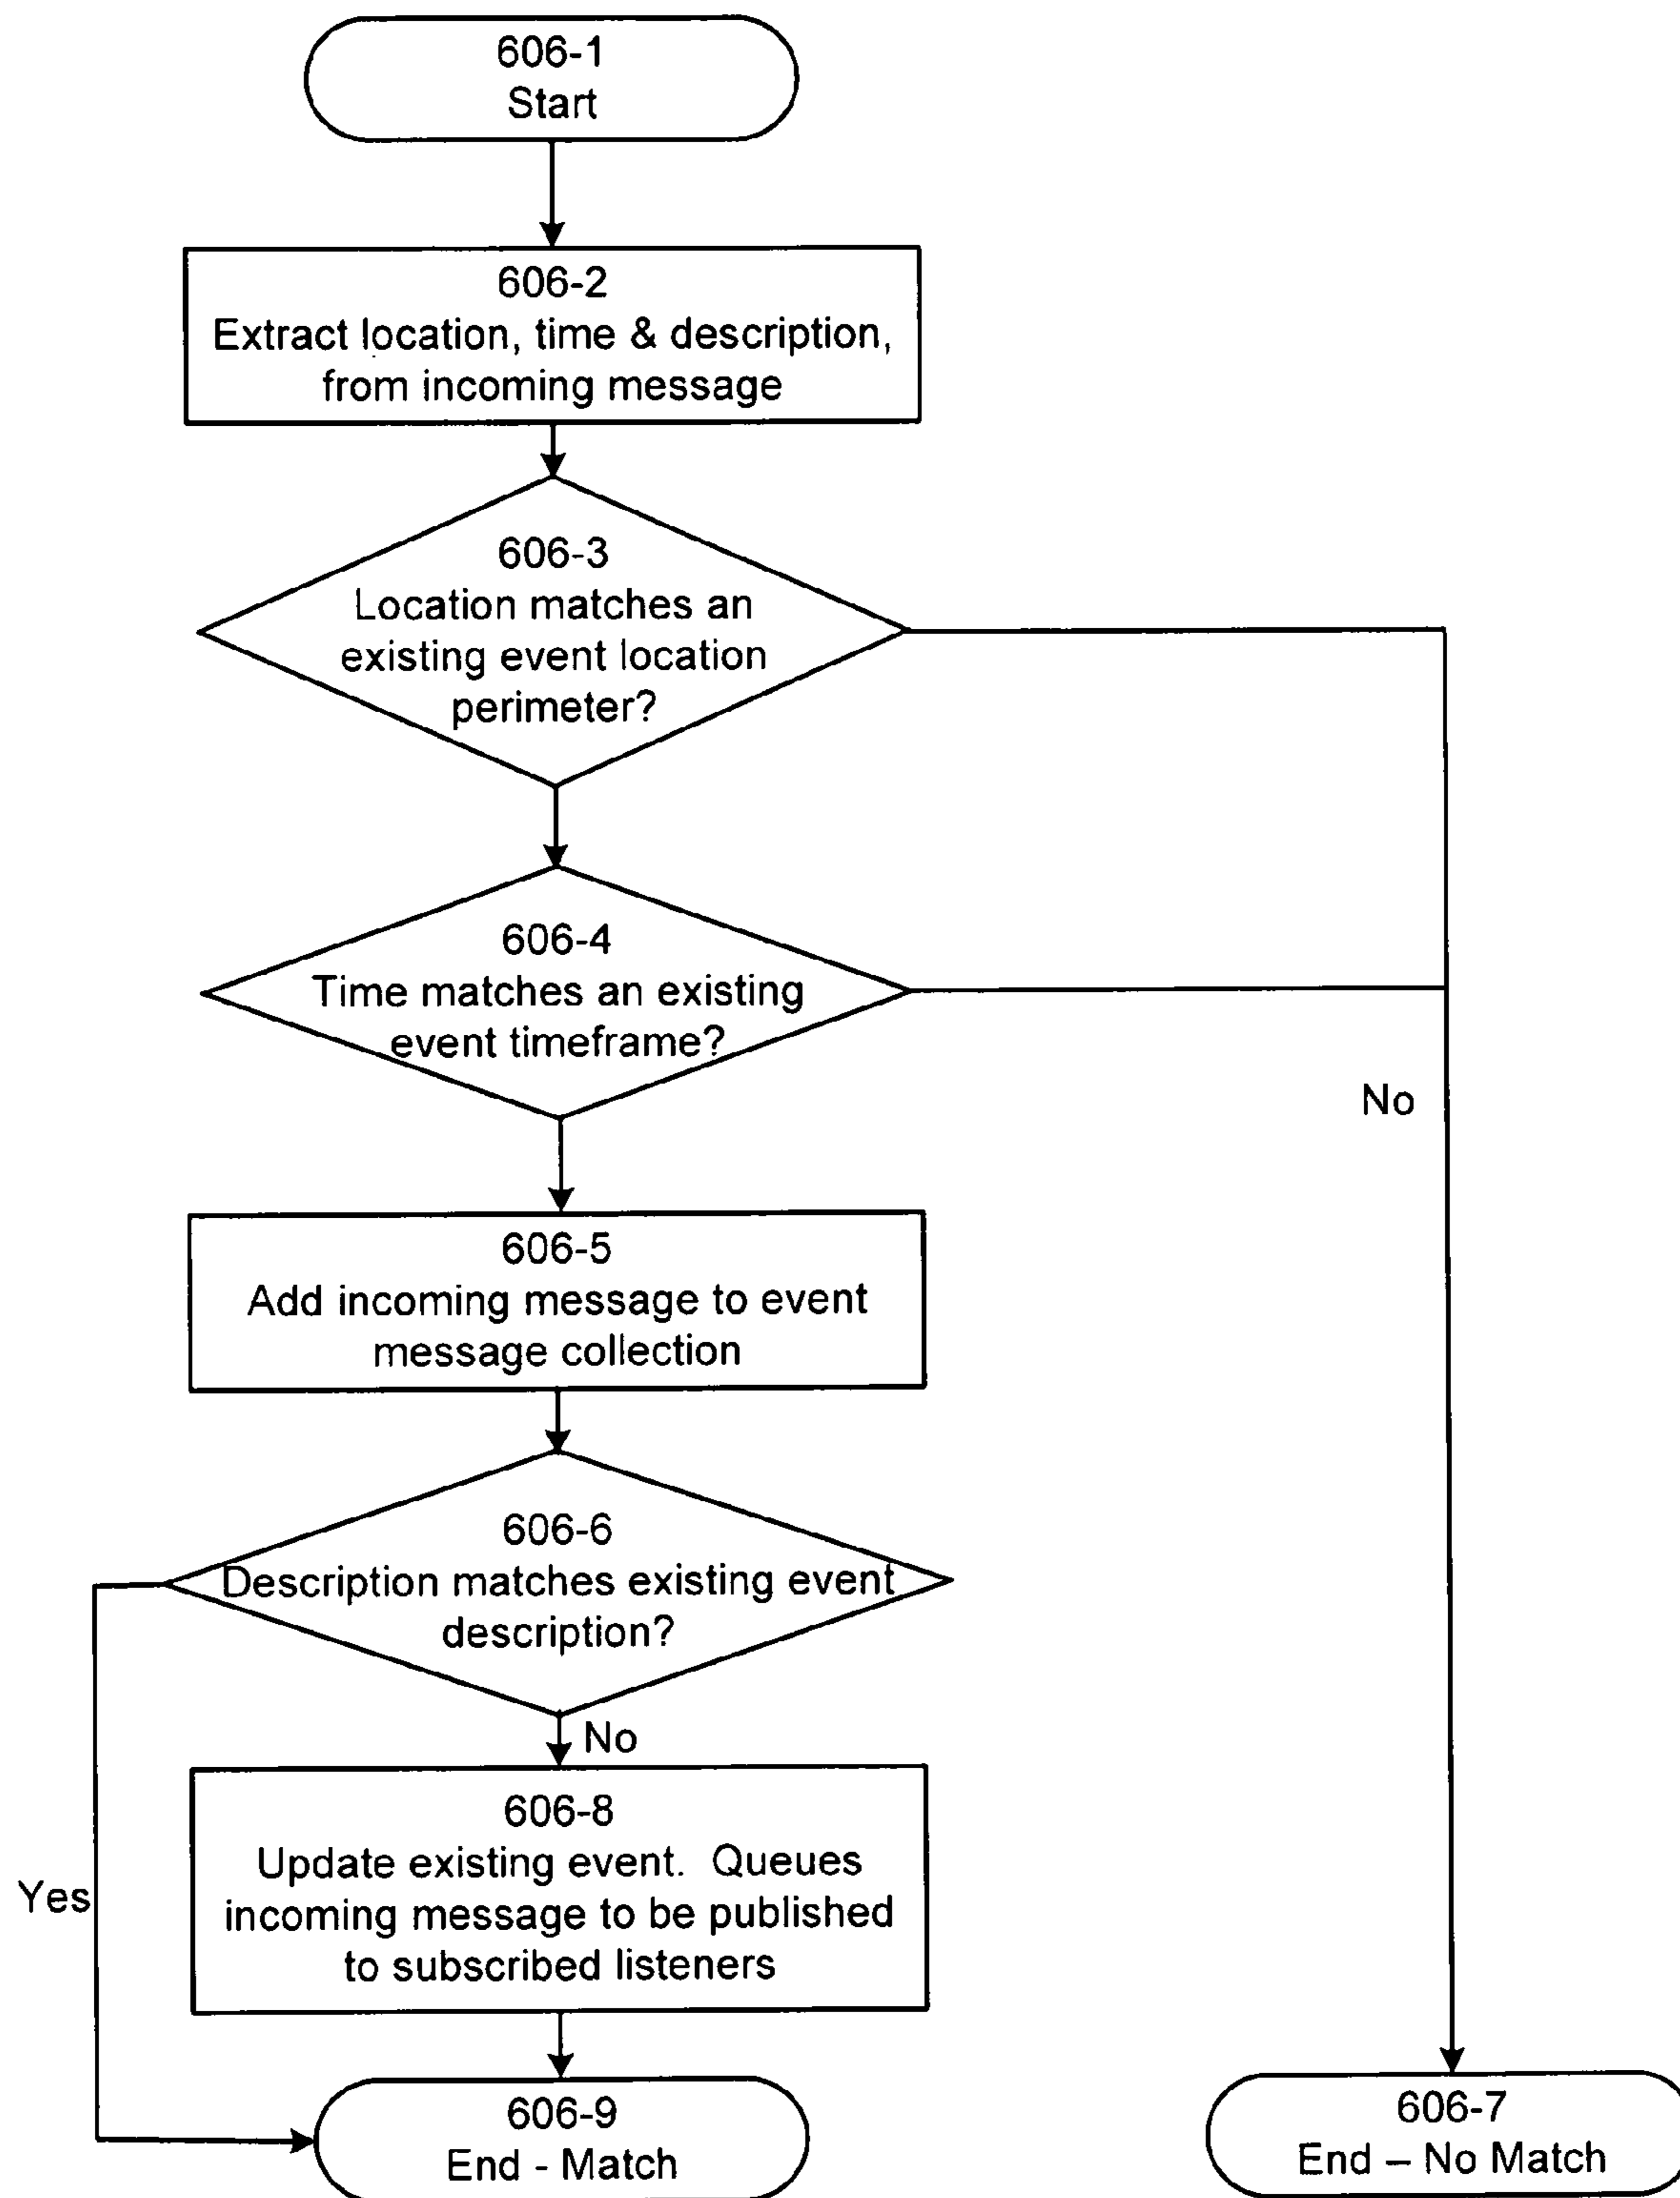 606-1
Start
606-2
Extract location, time & description,
from incoming message
606-3
Location matches an
existing event location
perimeter?
606-4
Time matches an existing
event timeframe?
No
606-5
Add incoming message to event
message collection
606-6
Description matches existing event
description?
No
606-8
Update existing event. Queues
incoming message to be published
to subscribed listeners
Yes
606-9
End - Match
606-7
End – No Match